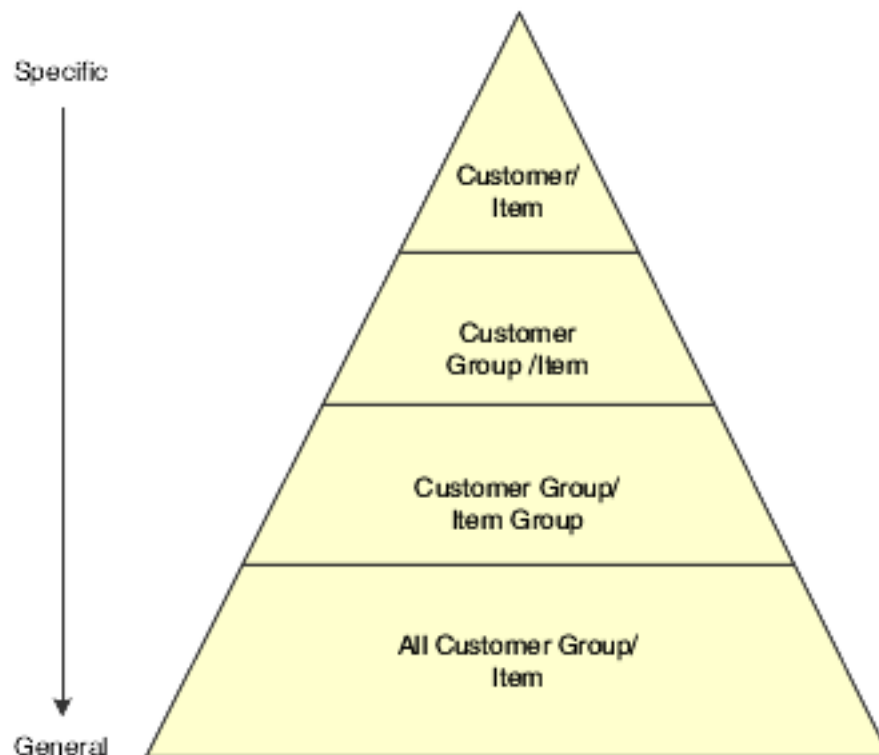 Specific
Customer/
Item
Customer
Group /Item
Customer Group/
Item Group
All Customer Group/
Item
General